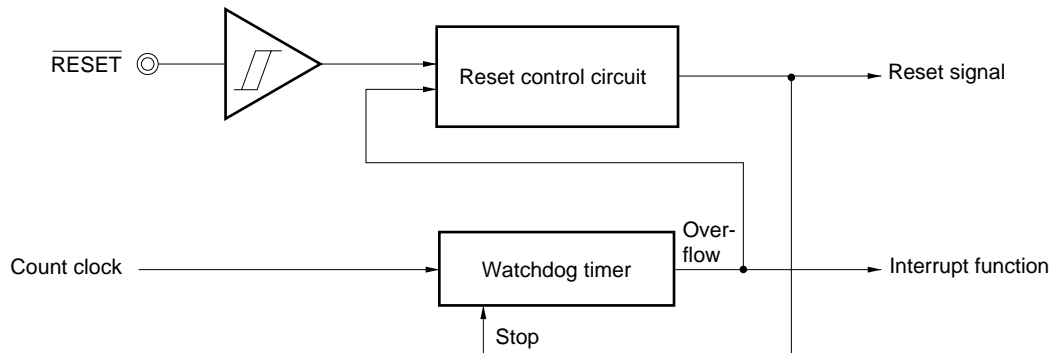 RESET
Reset control circuit
Reset signal
Over-
flow
Count clock
Watchdog timer
Interrupt function
Stop